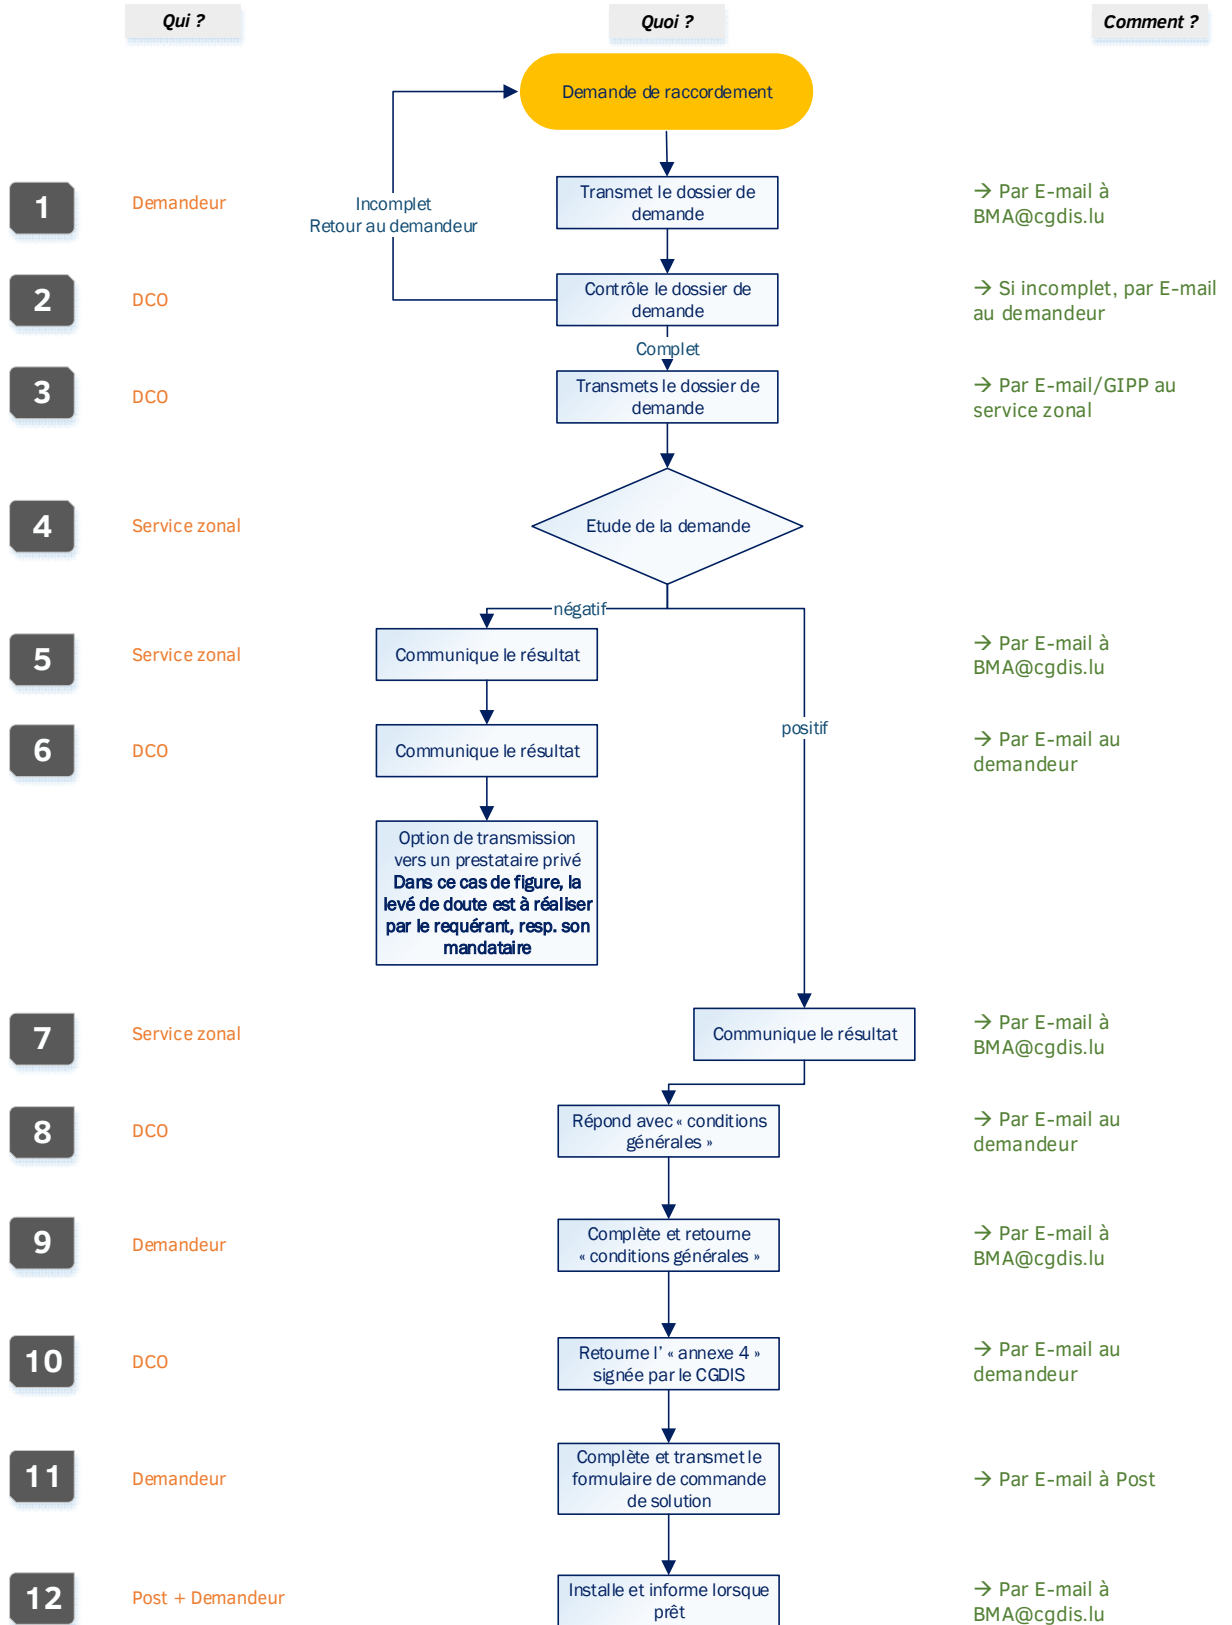 Qui ?
Quoi ?
Comment ?
Demande de raccordement
1
Demandeur
Transmet le dossier de
demande
→ Par E-mail à
BMA@cgdis.lu
Incomplet
Retour au demandeur
2
DCO
Contrôle le dossier de
demande
→ Si incomplet, par E-mail
au demandeur
Complet
3
DCO
Transmets le dossier de
demande
→ Par E-mail/GIPP au
service zonal
4
Service zonal
Etude de la demande
négatif
5
Service zonal
Communique le résultat
→ Par E-mail à
BMA@cgdis.lu
positif
6
DCO
Communique le résultat
→ Par E-mail au
demandeur
Option de transmission
vers un prestataire privé
Dans ce cas de figure, la
levé de doute est à réaliser
par le requérant, resp. son
mandataire
7
Service zonal
Communique le résultat
→ Par E-mail à
BMA@cgdis.lu
8
DCO
Répond avec « conditions
générales »
→ Par E-mail au
demandeur
9
Demandeur
Complète et retourne
« conditions générales »
→ Par E-mail à
BMA@cgdis.lu
10
DCO
Retourne l' « annexe 4 »
signée par le CGDIS
→ Par E-mail au
demandeur
11
Demandeur
Complète et transmet le
formulaire de commande
de solution
→ Par E-mail à Post
12
Post + Demandeur
Installe et informe lorsque
prêt
→ Par E-mail à
BMA@cgdis.lu